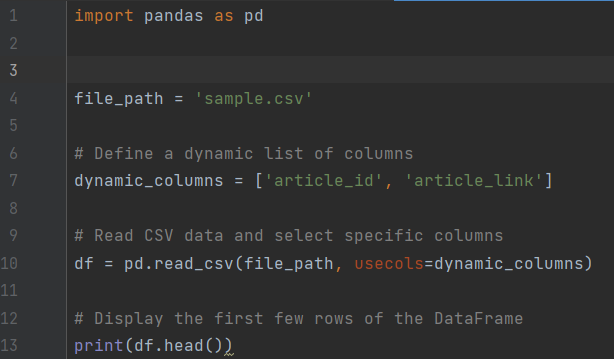 1 import pandas as pd
2
3
4 file_path = 'sample.csv'
5
6 # Define a dynamic list of columns
7 dynamic_columns = ['article_id', 'article_link']
8
9 # Read CSV data and select specific columns
10 df = pd.read_csv(file_path, usecols=dynamic_columns)
11
12 # Display the first few rows of the DataFrame
13 print(df.head())